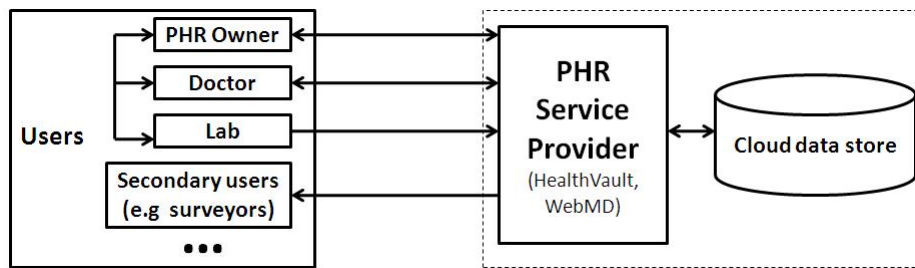 PHR Owner
Doctor
Lab
Users
Secondary users
(e.g surveyors)
•••
PHR
Service
Provider
(HealthVault,
WebMD)
Cloud data store